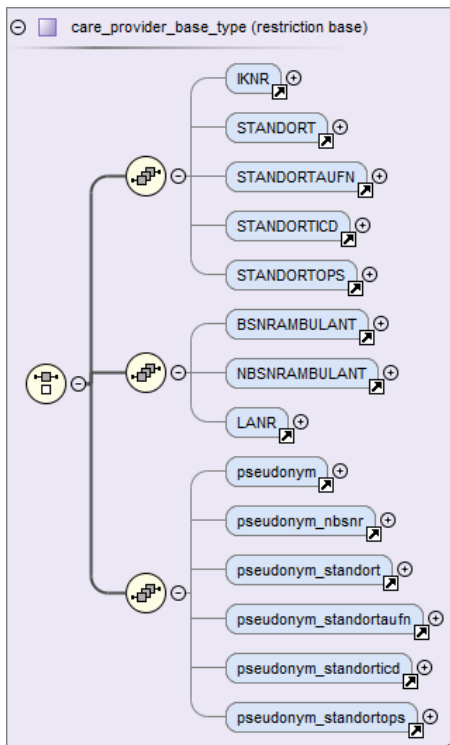 care_provider_base_type (restriction base)
IKNR
STANDORT
STANDORTAUFN
STANDORTICD
STANDORTOPS
BSNRAMBULANT
NBSNRAMBULANT
LANR
pseudonym
pseudonym_nbsnr
pseudonym_standort
pseudonym_standortaufn
pseudonym_standorticd
pseudonym_standortops